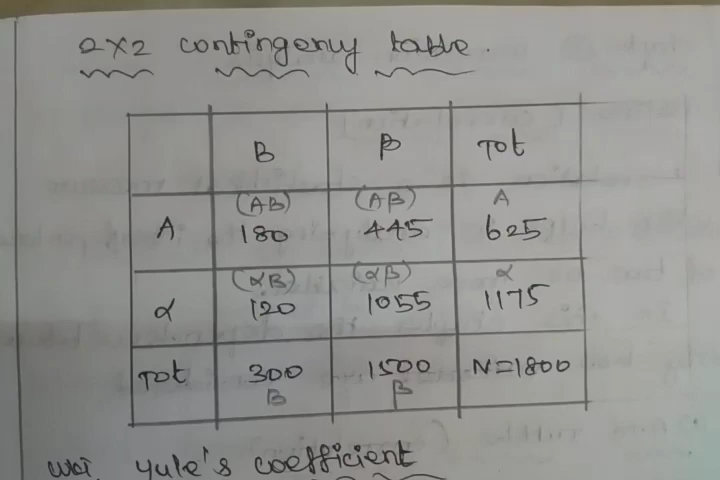 2x2 contingency table.
B β Tot
(AB) (Aβ) A
A 180 445 625
(αB) (αβ) α
α 120 1055 1175
Tot 300 1500 N=1800
B β
yule's coefficient